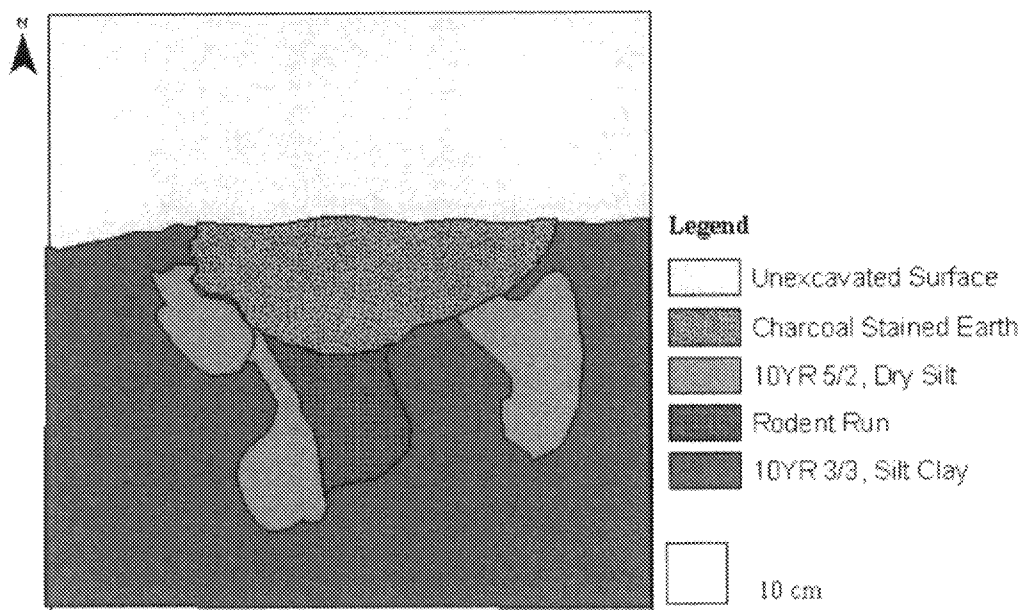 N
Legend
Unexcavated Surface
Charcoal Stained Earth
10YR 5/2, Dry Silt
Rodent Run
10YR 3/3, Silt Clay
10 cm